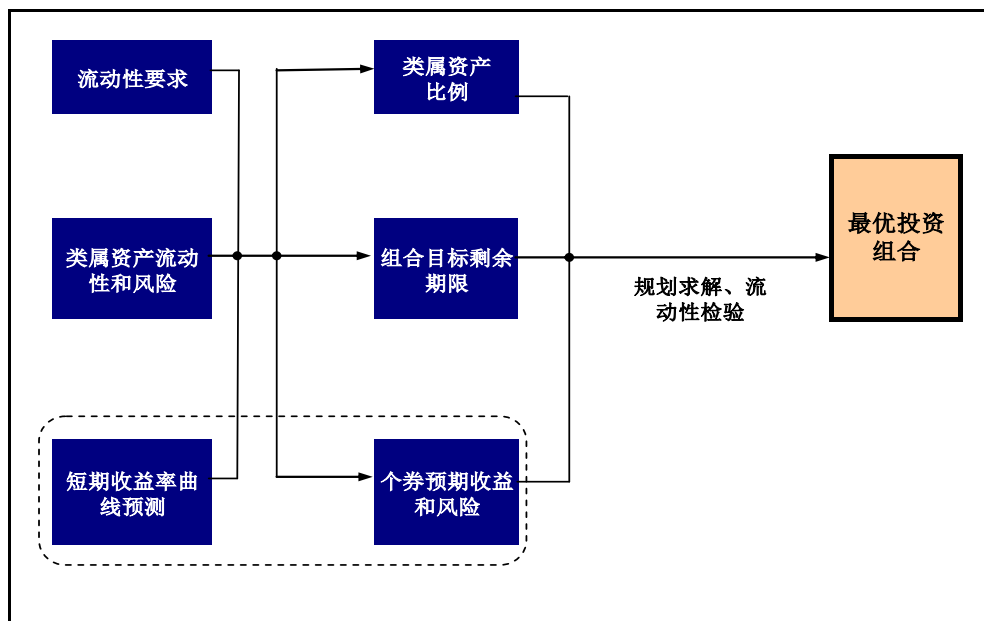 流动性要求
类属资产
比例
类属资产流动
性和风险
组合目标剩余
期限
最优投资
组合
规划求解、流
动性检验
短期收益率曲
线预测
个券预期收益
和风险